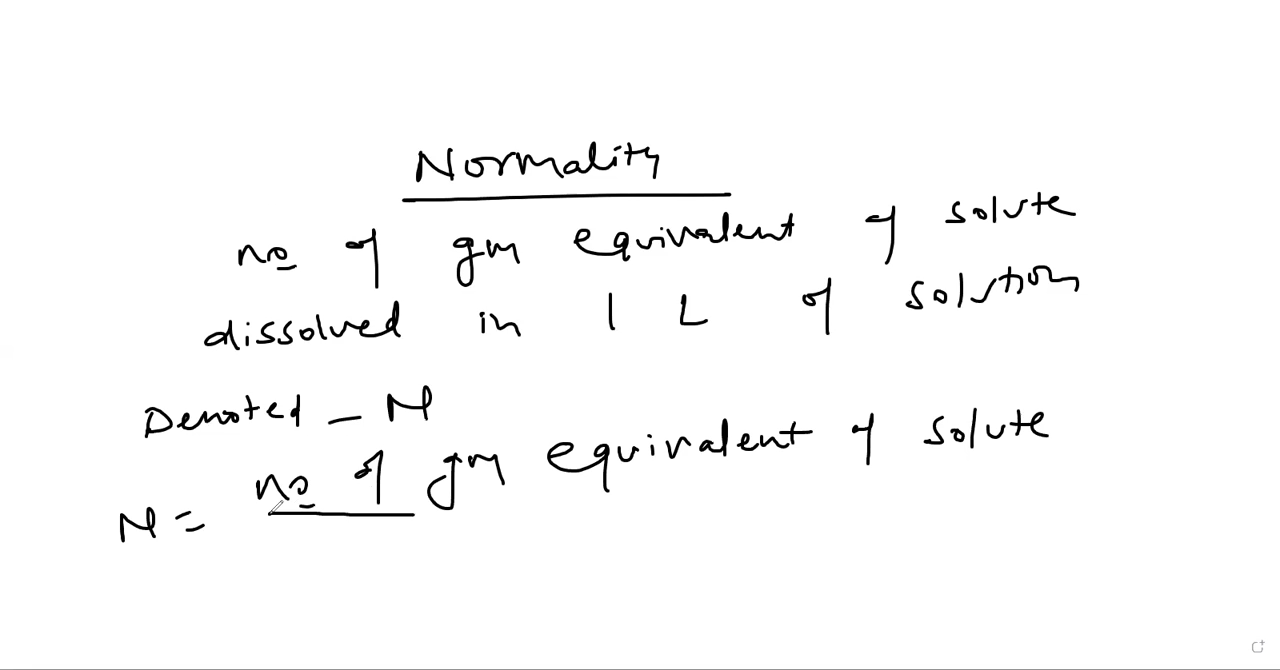 Normality
no of gm equivalent of solute
dissolved in 1 L of solution
Denoted - N
N = no of gm equivalent of solute